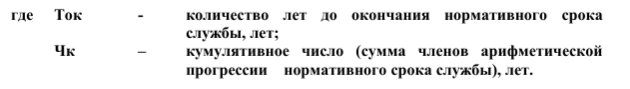 где Ток - количество лет до окончания нормативного срока
службы, лет;
Чк – кумулятивное число (сумма членов арифметической
прогрессии нормативного срока службы), лет.